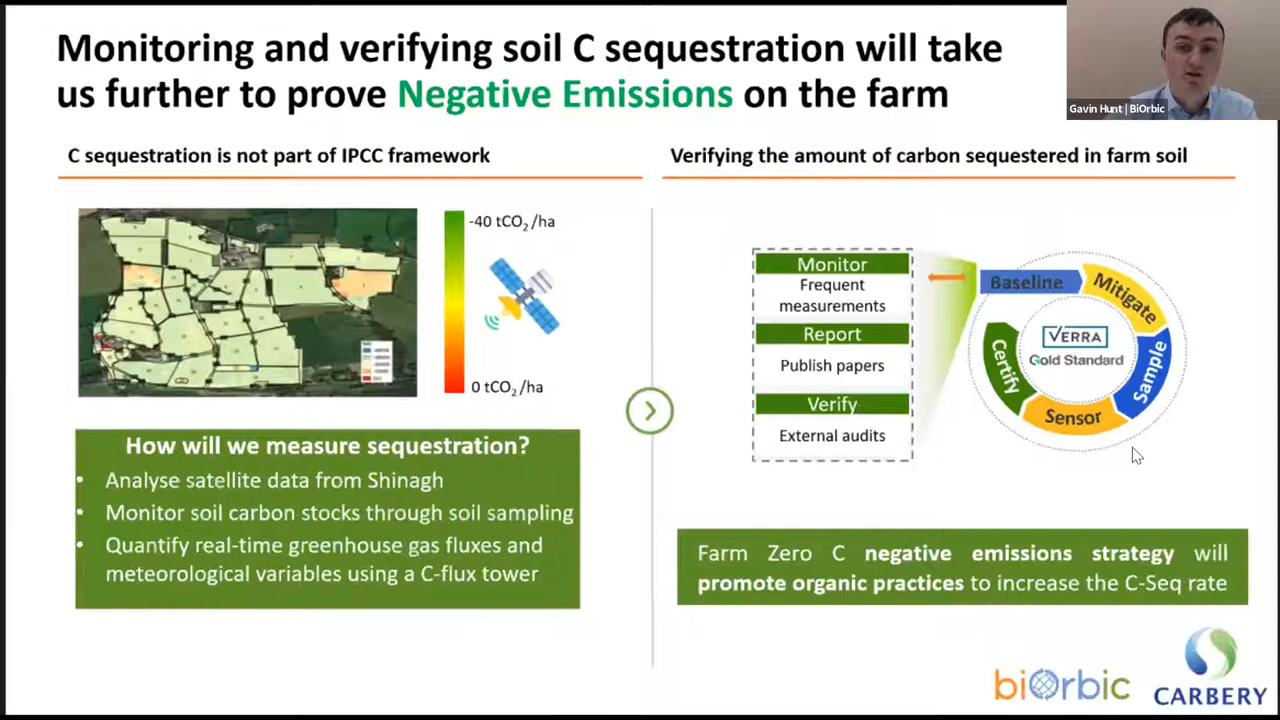 Monitoring and verifying soil C sequestration will take
us further to prove Negative Emissions on the farm
Gavin Hunt | BiOrbic
C sequestration is not part of IPCC framework
-40 tCO₂/ha
0 tCO₂/ha
How will we measure sequestration?
• Analyse satellite data from Shinagh
• Monitor soil carbon stocks through soil sampling
• Quantify real-time greenhouse gas fluxes and
meteorological variables using a C-flux tower
Verifying the amount of carbon sequestered in farm soil
Monitor
Frequent
measurements
Report
Publish papers
Verify
External audits
Baseline
Mitigate
Sample
Sensor
Certify
VERRA
Gold Standard
Farm Zero C negative emissions strategy will
promote organic practices to increase the C-Seq rate
biOrbic
CARBERY